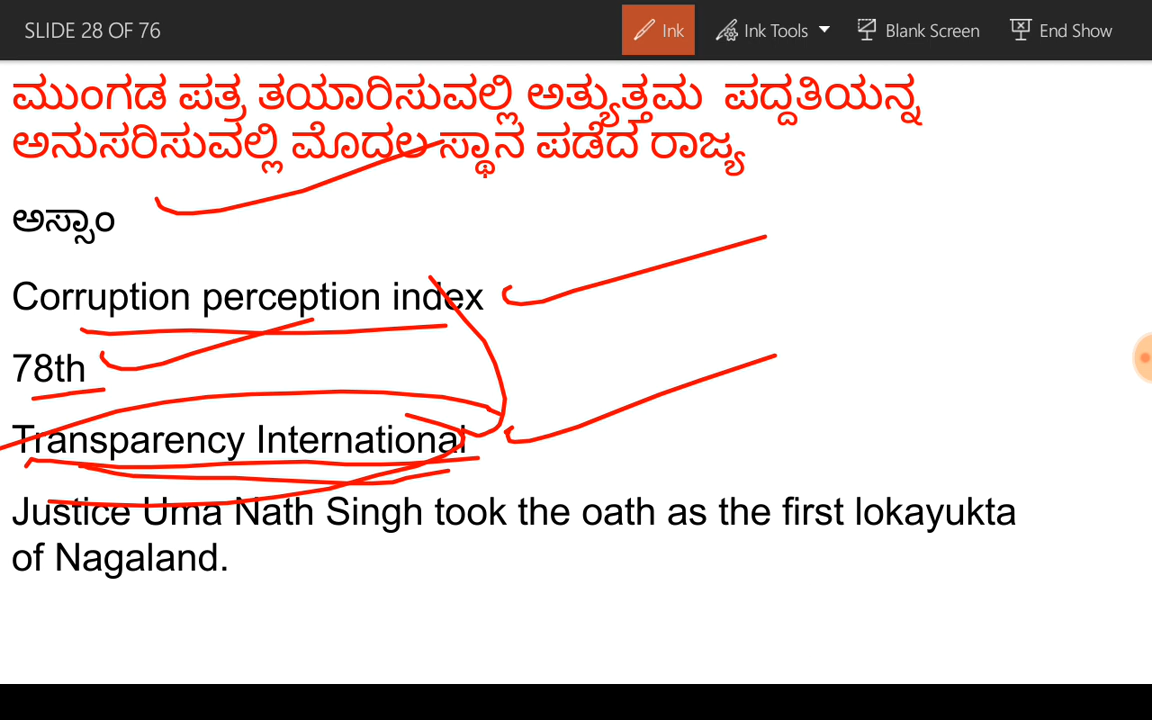 SLIDE 28 OF 76
Ink
Ink Tools
Blank Screen
End Show
ಮುಂಗಡ ಪತ್ರ ತಯಾರಿಸುವಲ್ಲಿ ಅತ್ಯುತ್ತಮ ಪದ್ದತಿಯನ್ನ
ಅನುಸರಿಸುವಲ್ಲಿ ಮೊದಲ ಸ್ಥಾನ ಪಡೆದ ರಾಜ್ಯ
ಅಸ್ಸಾಂ
Corruption perception index
78th
Transparency International
Justice Uma Nath Singh took the oath as the first lokayukta
of Nagaland.